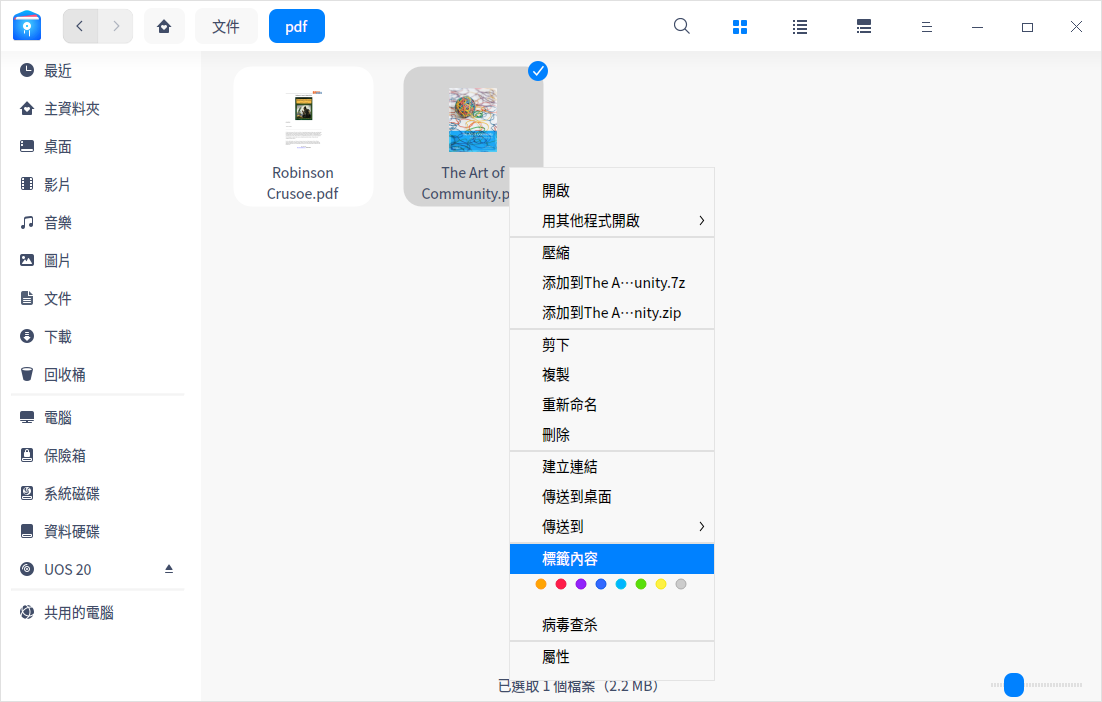 文件
pdf
最近
主資料夾
桌面
影片
音樂
圖片
文件
下載
回收桶
電腦
保險箱
系統磁碟
資料硬碟
UOS 20
共用的電腦
Robinson
Crusoe.pdf
The Art of
Community.p
開啟
用其他程式開啟
壓縮
添加到The A⋯unity.7z
添加到The A⋯nity.zip
剪下
複製
重新命名
刪除
建立連結
傳送到桌面
傳送到
標籤內容
病毒查杀
屬性
已選取 1 個檔案（2.2 MB）